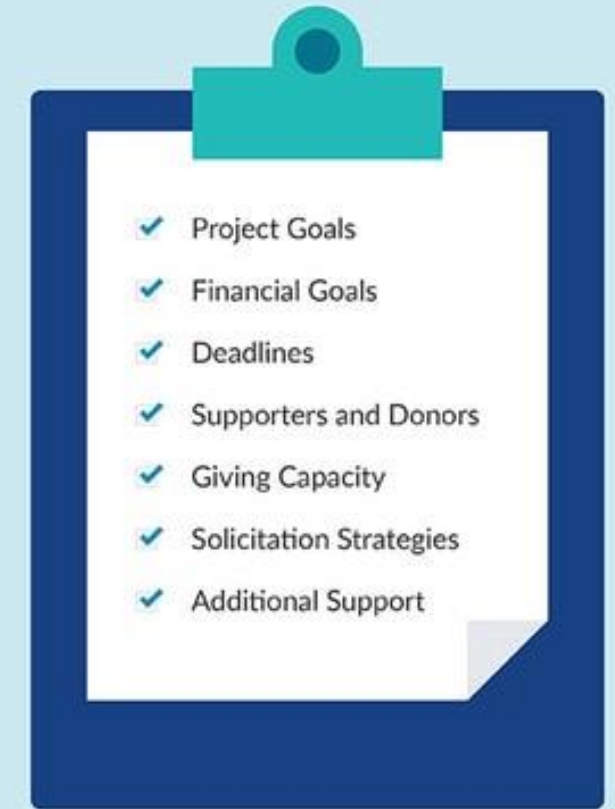 Project Goals
Financial Goals
Deadlines
Supporters and Donors
Giving Capacity
Solicitation Strategies
Additional Support